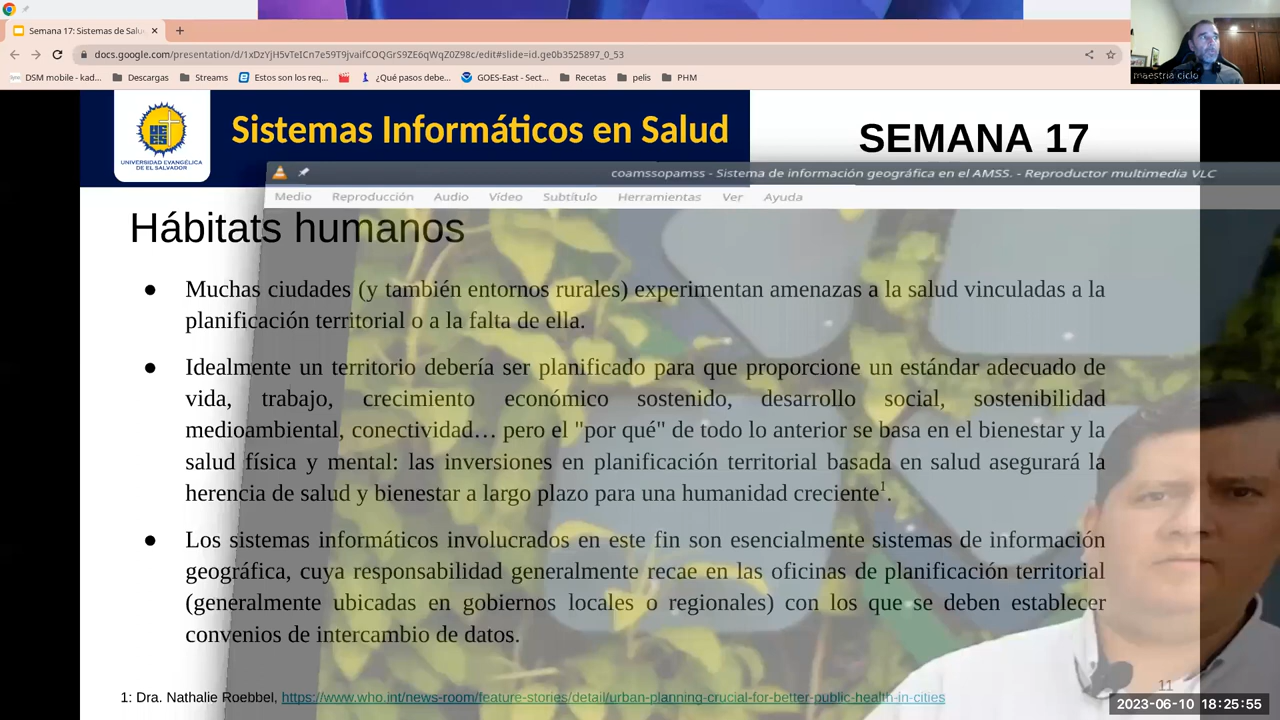 Semana 17: Sistemas de Salu
docs.google.com/presentation/d/1xDzYjH5vTeICn7e59T9jvaifCOQGrS9ZE6qWqZ0Z98c/edit#slide=id.ge0b3525897_0_53
DSM mobile - kad... Descargas Streams Estos son los req... ¿Qué pasos debe... GOES-East - Sect... Recetas pelis PHM
maestria ciclo
UNIVERSIDAD EVANGÉLICA
DE EL SALVADOR
Sistemas Informáticos en Salud
SEMANA 17
coamssopamss - Sistema de información geográfica en el AMSS. - Reproductor multimedia VLC
Medio Reproducción Audio Vídeo Subtítulo Herramientas Ver Ayuda
Hábitats humanos
● Muchas ciudades (y también entornos rurales) experimentan amenazas a la salud vinculadas a la
planificación territorial o a la falta de ella.
● Idealmente un territorio debería ser planificado para que proporcione un estándar adecuado de
vida, trabajo, crecimiento económico sostenido, desarrollo social, sostenibilidad
medioambiental, conectividad… pero el "por qué" de todo lo anterior se basa en el bienestar y la
salud física y mental: las inversiones en planificación territorial basada en salud asegurará la
herencia de salud y bienestar a largo plazo para una humanidad creciente¹.
● Los sistemas informáticos involucrados en este fin son esencialmente sistemas de información
geográfica, cuya responsabilidad generalmente recae en las oficinas de planificación territorial
(generalmente ubicadas en gobiernos locales o regionales) con los que se deben establecer
convenios de intercambio de datos.
1: Dra. Nathalie Roebbel, https://www.who.int/news-room/feature-stories/detail/urban-planning-crucial-for-better-public-health-in-cities
11
2023-06-10 18:25:55